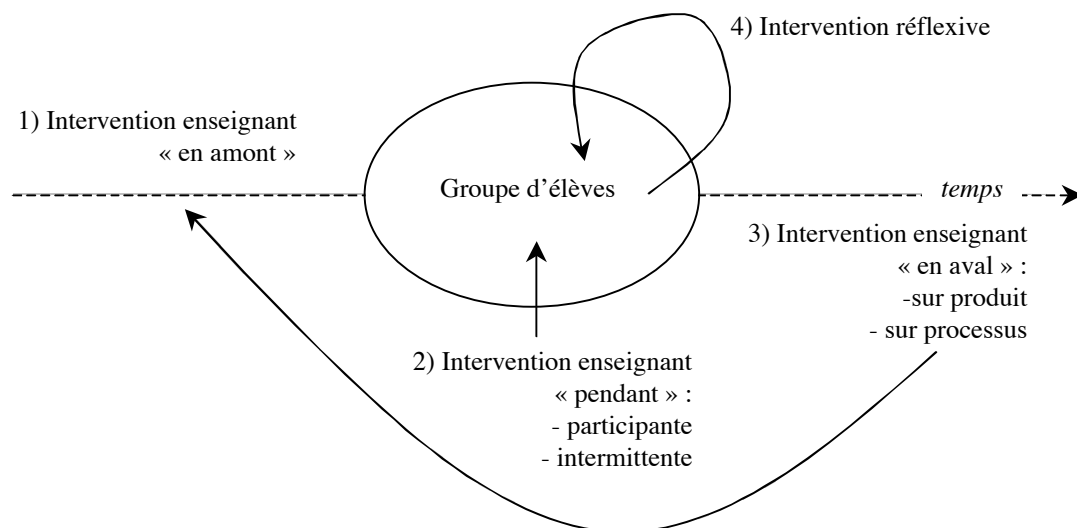 4) Intervention réflexive
1) Intervention enseignant
« en amont »
Groupe d'élèves
temps
3) Intervention enseignant
« en aval » :
-sur produit
- sur processus
2) Intervention enseignant
« pendant » :
- participante
- intermittente